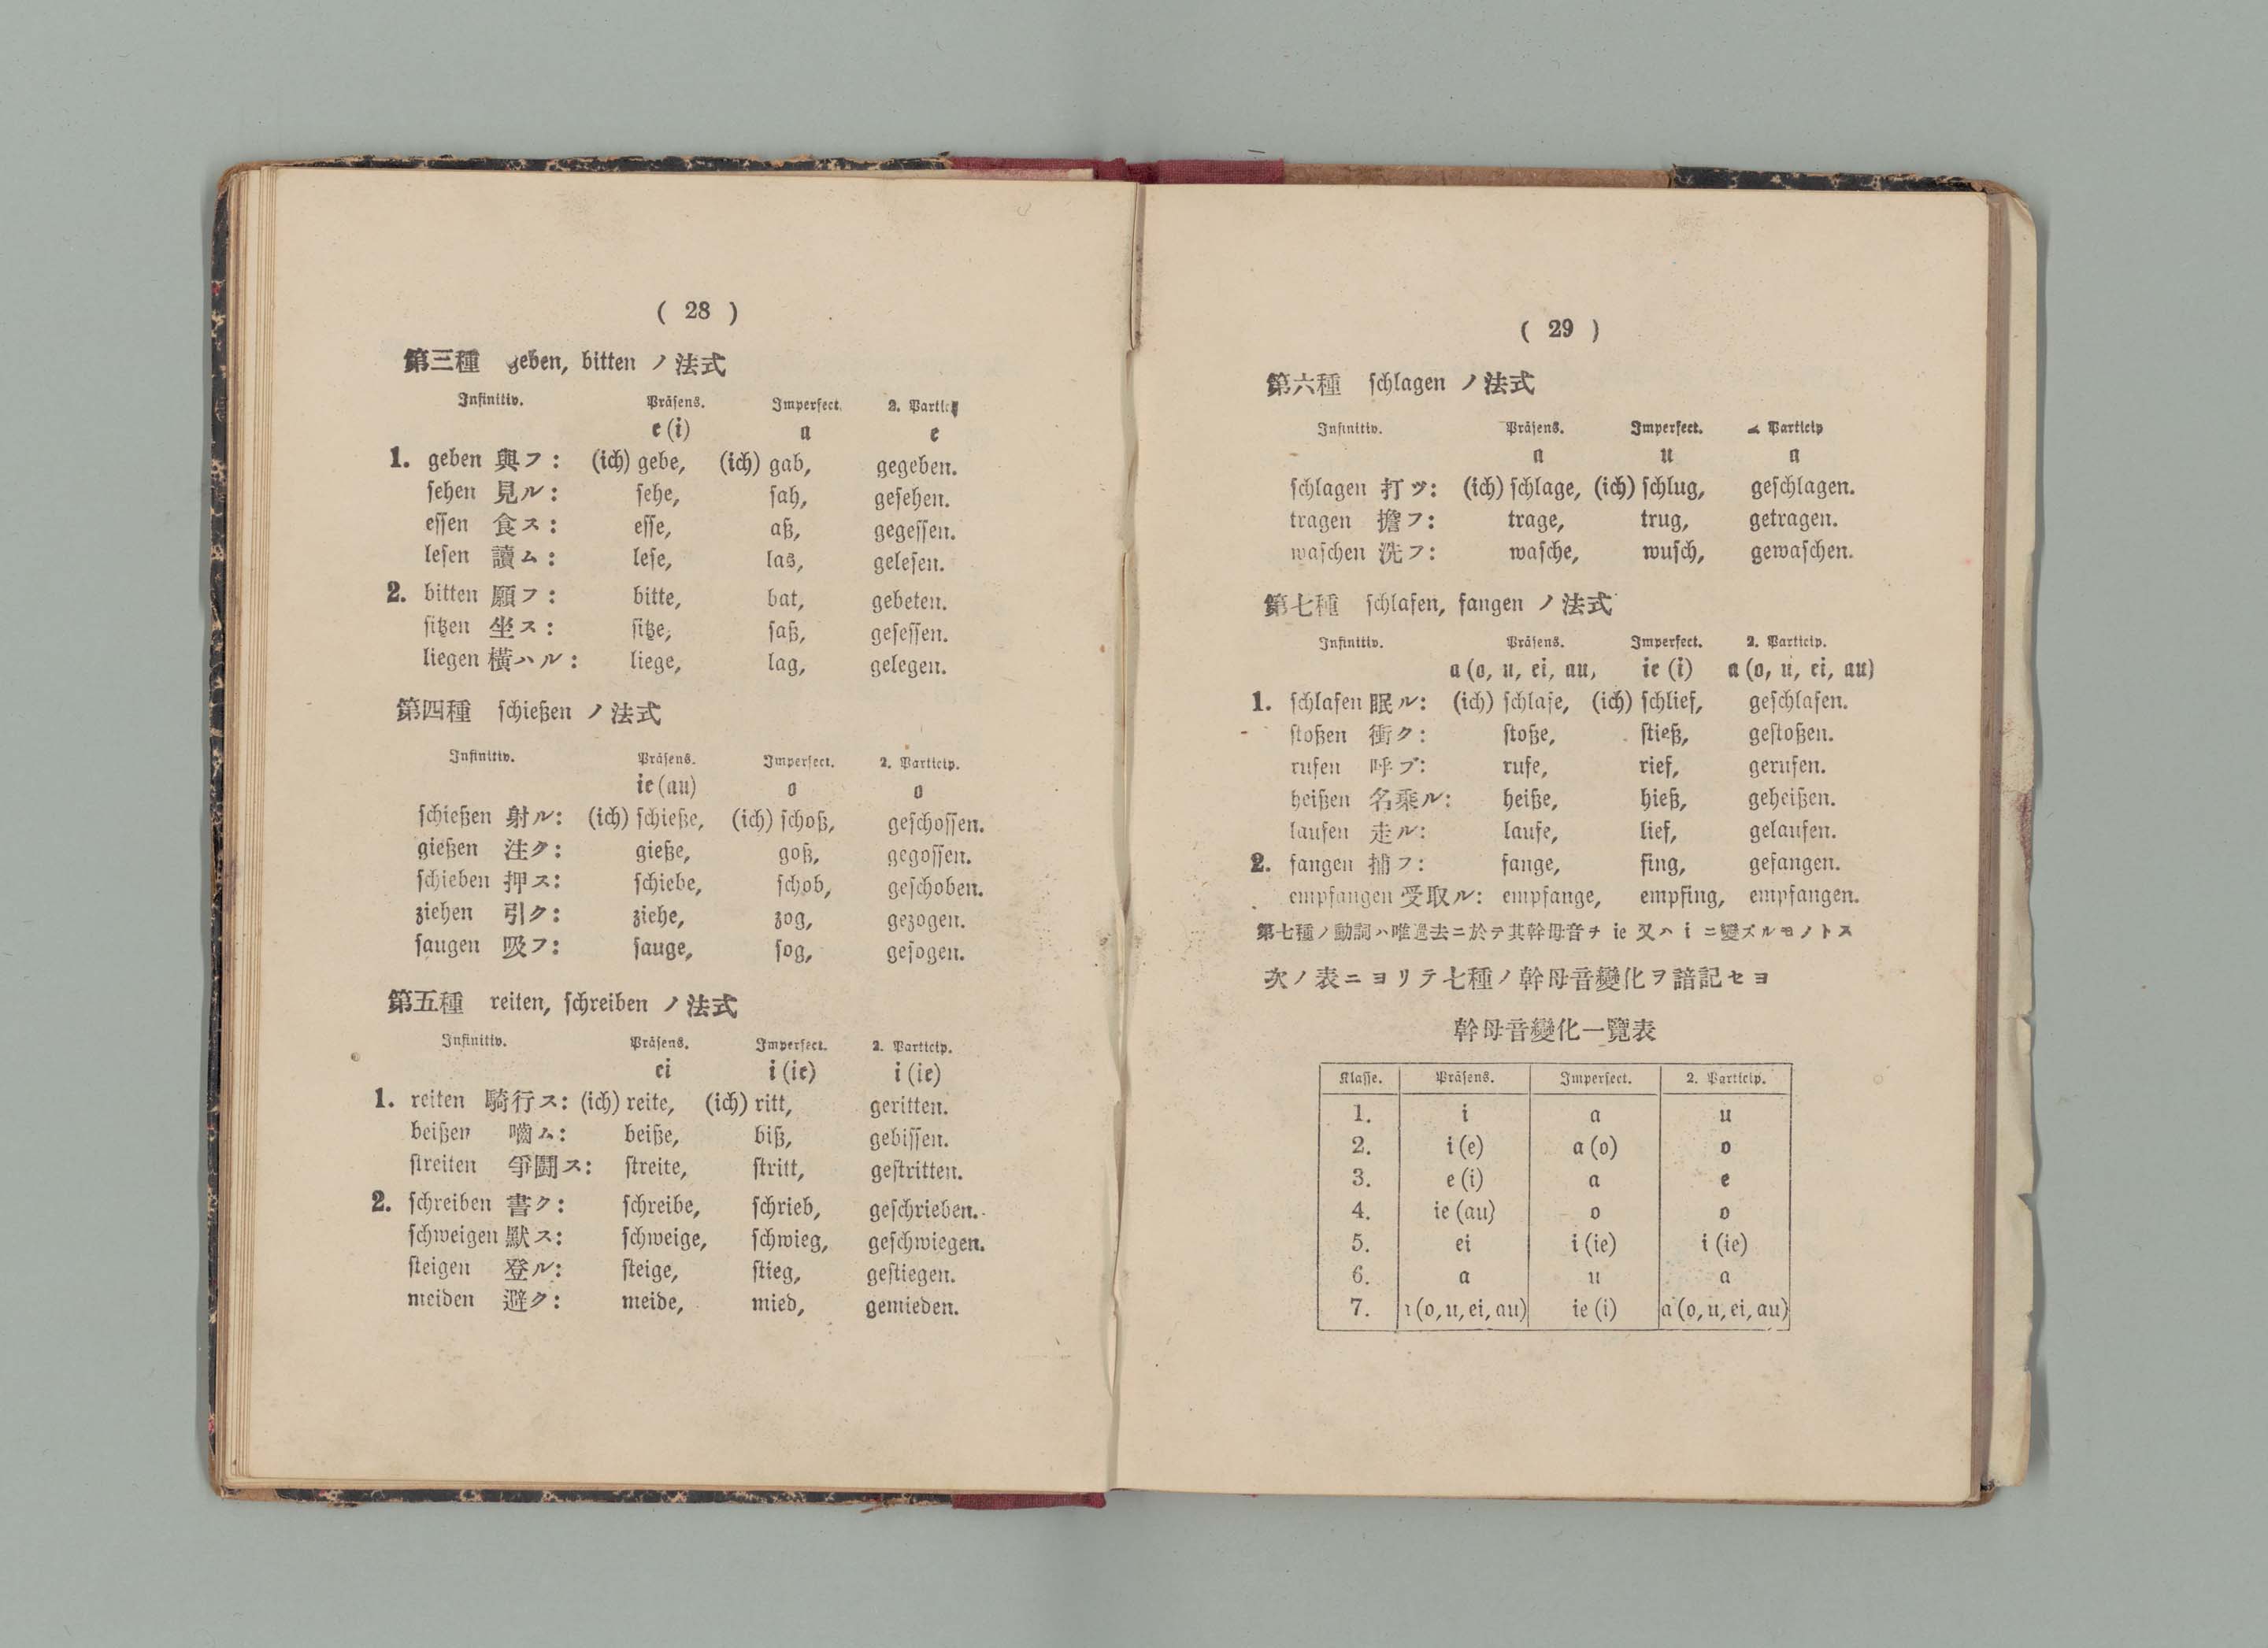 ( 28 )
第三種 geben, bitten ノ法式
Infinitiv. Präſens. Imperfect. 2. Particip
e (i) a e
1. geben 與フ: (ich) gebe, (ich) gab, gegeben.
ſehen 見ル: ſehe, ſah, geſehen.
eſſen 食ス: eſſe, aß, gegeſſen.
leſen 讀ム: leſe, las, geleſen.
2. bitten 願フ: bitte, bat, gebeten.
ſitzen 坐ス: ſitze, ſaß, geſeſſen.
liegen 橫ハル: liege, lag, gelegen.
第四種 ſchießen ノ法式
Infinitiv. Präſens. Imperfect. 2. Particip.
ie (au) o o
ſchießen 射ル: (ich) ſchieße, (ich) ſchoß, geſchoſſen.
gießen 注ク: gieße, goß, gegoſſen.
ſchieben 押ス: ſchiebe, ſchob, geſchoben.
ziehen 引ク: ziehe, zog, gezogen.
ſaugen 吸フ: ſauge, ſog, geſogen.
第五種 reiten, ſchreiben ノ法式
Infinitiv. Präſens. Imperfect. 2. Particip.
ei i (ie) i (ie)
1. reiten 騎行ス: (ich) reite, (ich) ritt, geritten.
beißen 嚙ム: beiße, biß, gebiſſen.
ſtreiten 爭鬪ス: ſtreite, ſtritt, geſtritten.
2. ſchreiben 書ク: ſchreibe, ſchrieb, geſchrieben.
ſchweigen 默ス: ſchweige, ſchwieg, geſchwiegen.
ſteigen 登ル: ſteige, ſtieg, geſtiegen.
meiden 避ク: meide, mied, gemieden.
( 29 )
第六種 ſchlagen ノ法式
Infinitiv. Präſens. Imperfect. Particip
a u a
ſchlagen 打ツ: (ich) ſchlage, (ich) ſchlug, geſchlagen.
tragen 擔フ: trage, trug, getragen.
waſchen 洗フ: waſche, wuſch, gewaſchen.
第七種 ſchlafen, fangen ノ法式
Infinitiv. Präſens. Imperfect. 2. Particip.
a (o, u, ei, au, ie (i) a (o, u, ei, au)
1. ſchlafen 眠ル: (ich) ſchlafe, (ich) ſchlief, geſchlafen.
ſtoßen 衝ク: ſtoße, ſtieß, geſtoßen.
rufen 呼ブ: rufe, rief, gerufen.
heißen 名乘ル: heiße, hieß, geheißen.
laufen 走ル: laufe, lief, gelaufen.
2. fangen 捕フ: fange, fing, gefangen.
empfangen 受取ル: empfange, empfing, empfangen.
第七種ノ動詞ハ唯過去ニ於テ其幹母音チ ie 又ハ i ニ變ズルモノトス
次ノ表ニヨリテ七種ノ幹母音變化ヲ諳記セヨ
幹母音變化一覽表
Klaſſe. Präſens. Imperfect. 2. Particip.
1. i a u
2. i (e) a (o) o
3. e (i) a e
4. ie (au) o o
5. ei i (ie) i (ie)
6. a u a
7. a (o, u, ei, au) ie (i) a (o, u, ei, au)